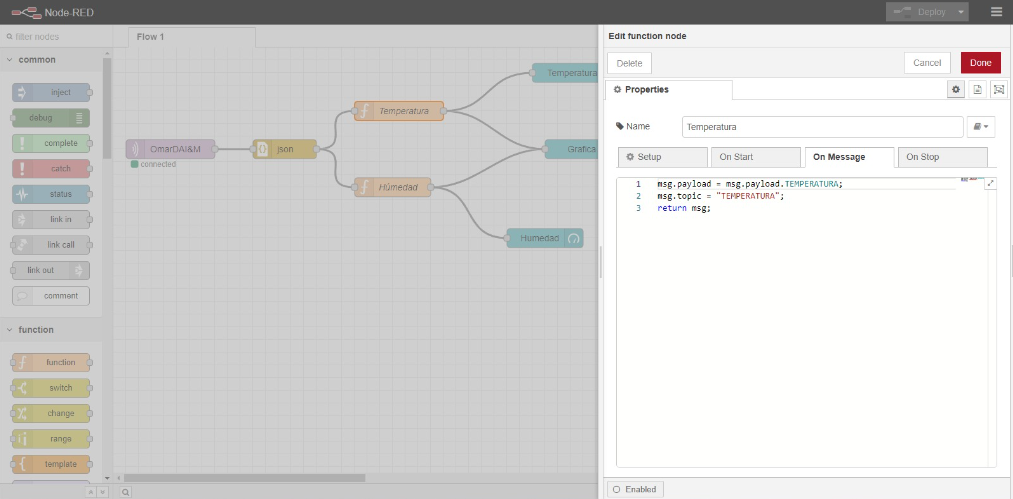 Node-RED
Deploy
filter nodes
Flow 1
common
inject
debug
complete
catch
status
link in
link call
link out
comment
function
function
switch
change
range
template
OmarDAI&M
connected
json
Temperatura
Húmedad
Temperatura
Grafica
Humedad
Edit function node
Delete
Cancel
Done
Properties
Name
Temperatura
Setup
On Start
On Message
On Stop
1 msg.payload = msg.payload.TEMPERATURA;
2 msg.topic = "TEMPERATURA";
3 return msg;
Enabled